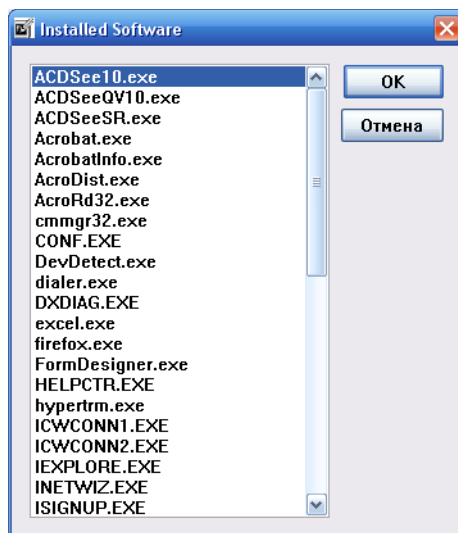 Installed Software
ACDSee10.exe
ACDSeeQV10.exe
ACDSeeSR.exe
Acrobat.exe
AcrobatInfo.exe
AcroDist.exe
AcroRd32.exe
cmmgr32.exe
CONF.EXE
DevDetect.exe
dialer.exe
DXDIAG.EXE
excel.exe
firefox.exe
FormDesigner.exe
HELPCTR.EXE
hypertrm.exe
ICWCONN1.EXE
ICWCONN2.EXE
IEXPLORE.EXE
INETWIZ.EXE
ISIGNUP.EXE
OK
Отмена